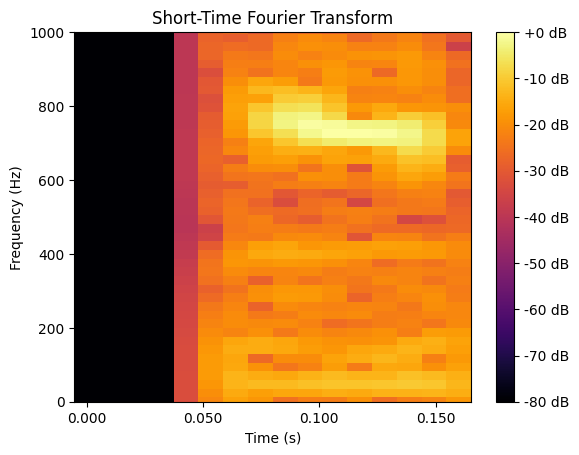 Short-Time Fourier Transform
1000
800
600
400
200
0
Frequency (Hz)
0.000
0.050
0.100
0.150
Time (s)
+0 dB
-10 dB
-20 dB
-30 dB
-40 dB
-50 dB
-60 dB
-70 dB
-80 dB